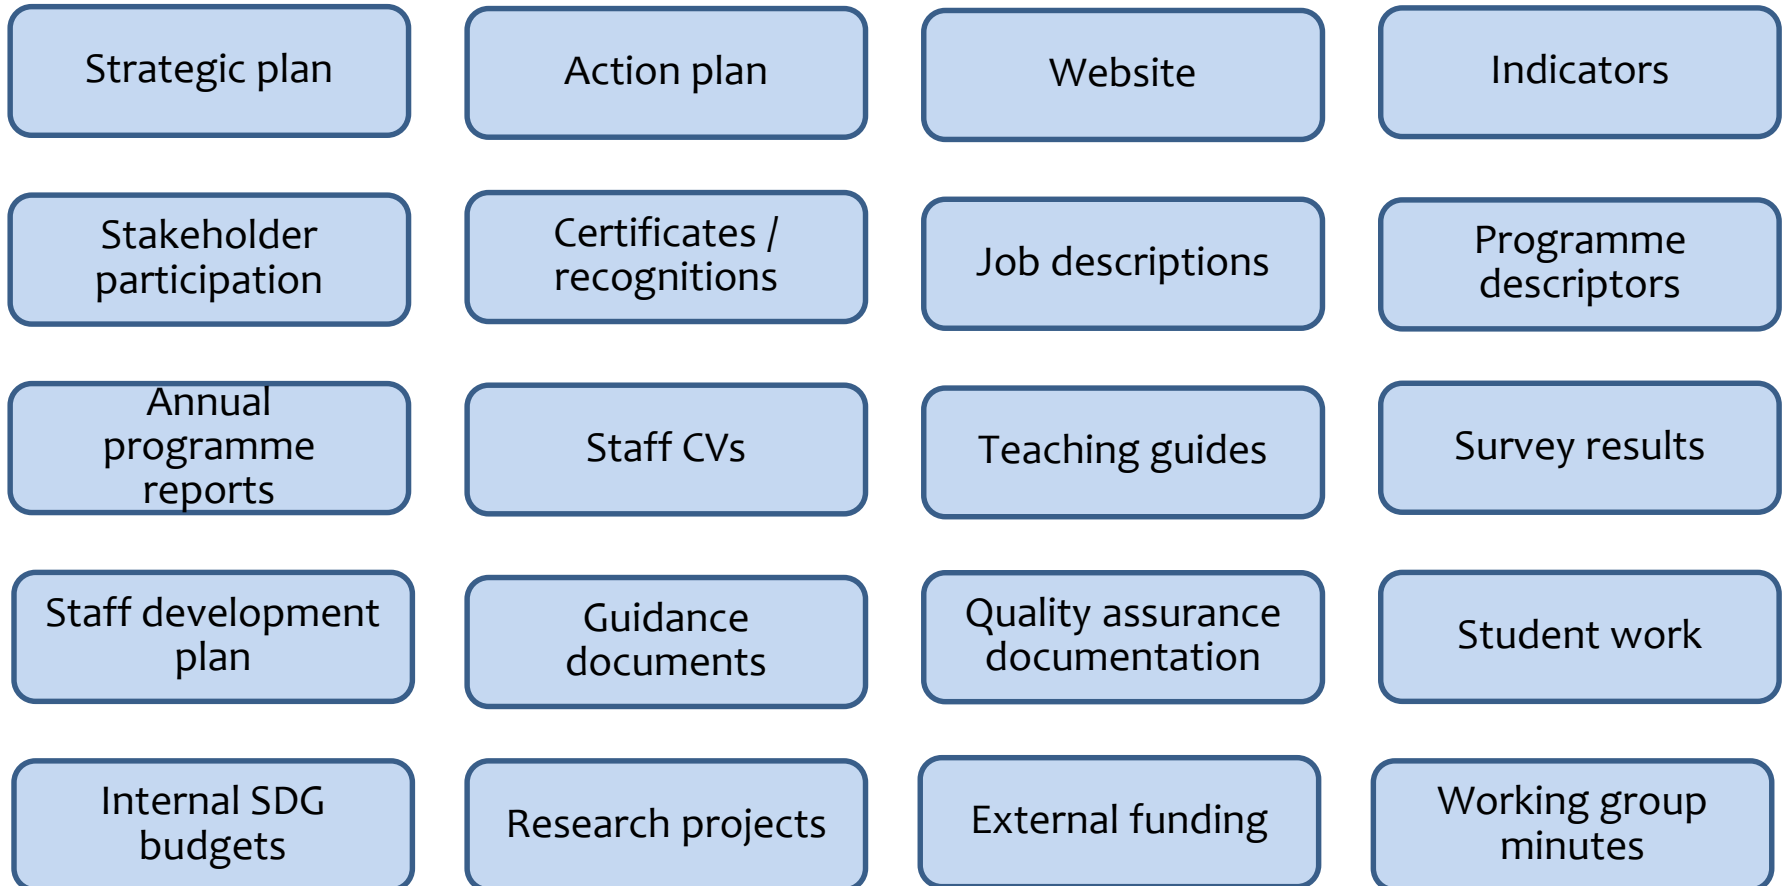 Strategic plan
Action plan
Website
Indicators
Stakeholder
participation
Certificates /
recognitions
Job descriptions
Programme
descriptors
Annual
programme
reports
Staff CVs
Teaching guides
Survey results
Staff development
plan
Guidance
documents
Quality assurance
documentation
Student work
Internal SDG
budgets
Research projects
External funding
Working group
minutes